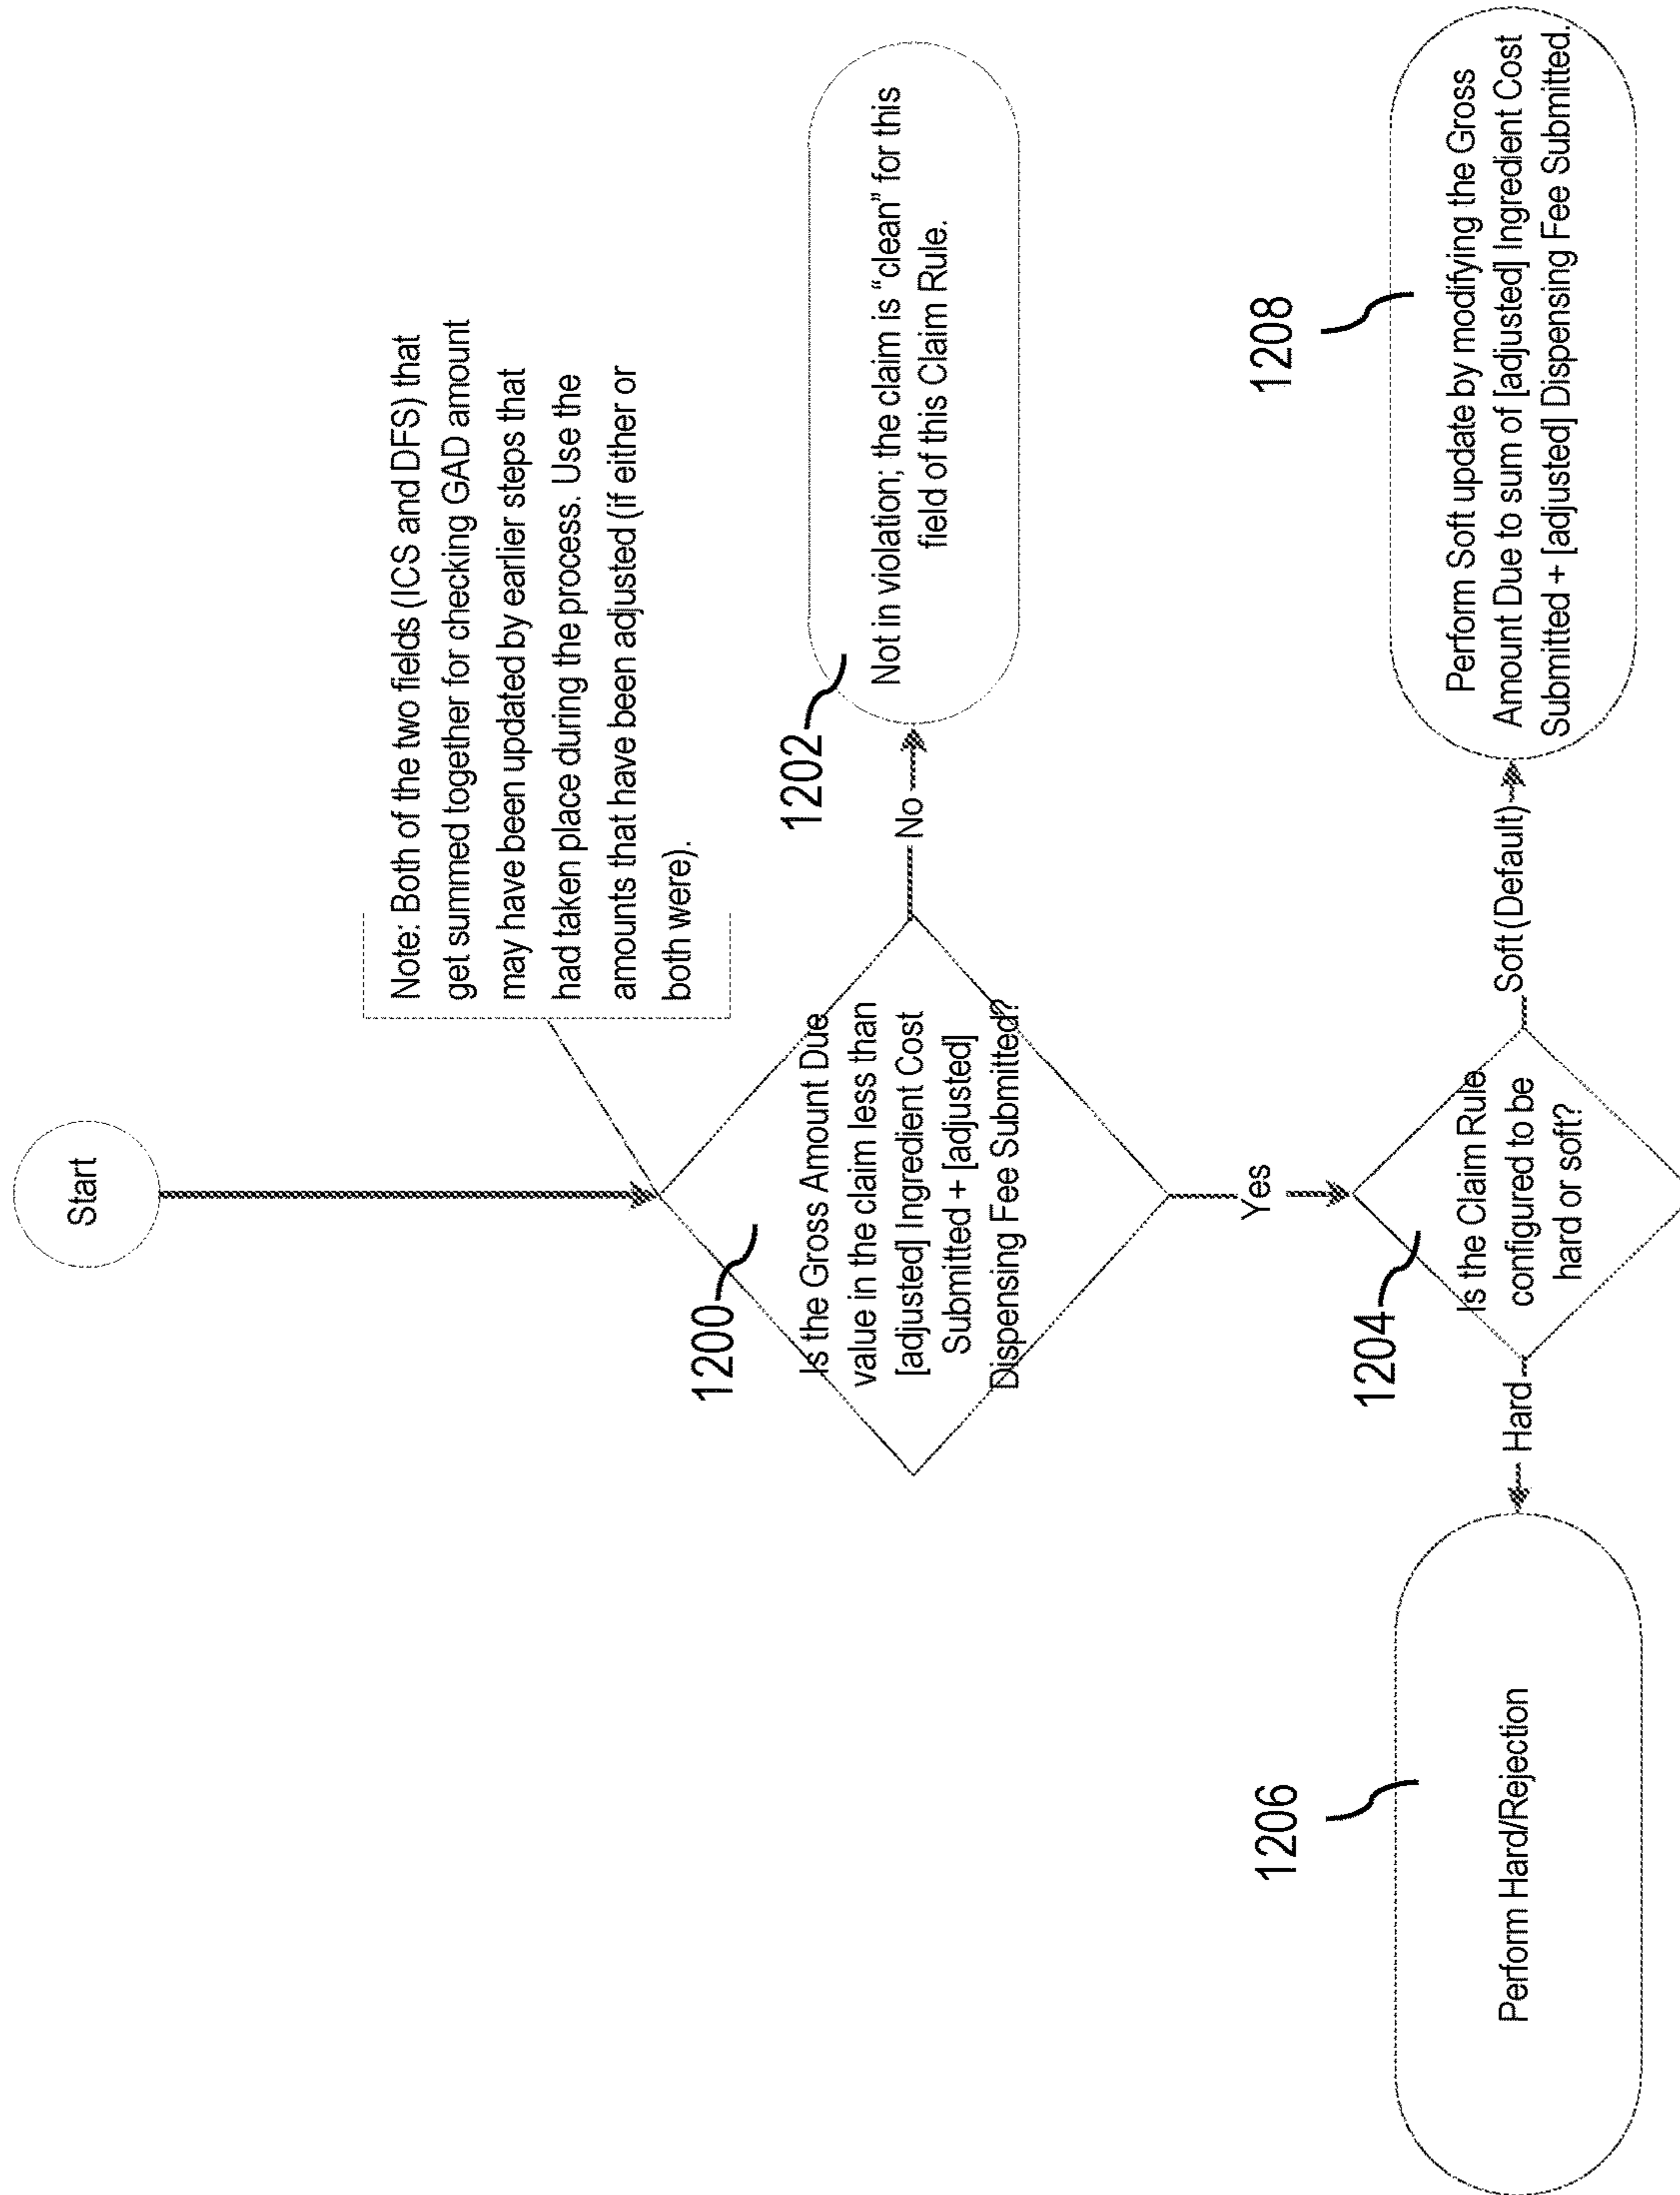 Start
Note: Both of the two fields (ICS and DFS) that
get summed together for checking GAD amount
may have been updated by earlier steps that
had taken place during the process. Use the
amounts that have been adjusted (if either or
both were).
1200
Is the Gross Amount Due
value in the claim less than
[adjusted] Ingredient Cost
Submitted + [adjusted]
Dispensing Fee Submitted?
No
1202
Not in violation; the claim is “clean” for this
field of this Claim Rule.
Yes
1204
Is the Claim Rule
configured to be
hard or soft?
Hard
1206
Perform Hard/Rejection
Soft (Default)
1208
Perform Soft update by modifying the Gross
Amount Due to sum of [adjusted] Ingredient Cost
Submitted + [adjusted] Dispensing Fee Submitted.